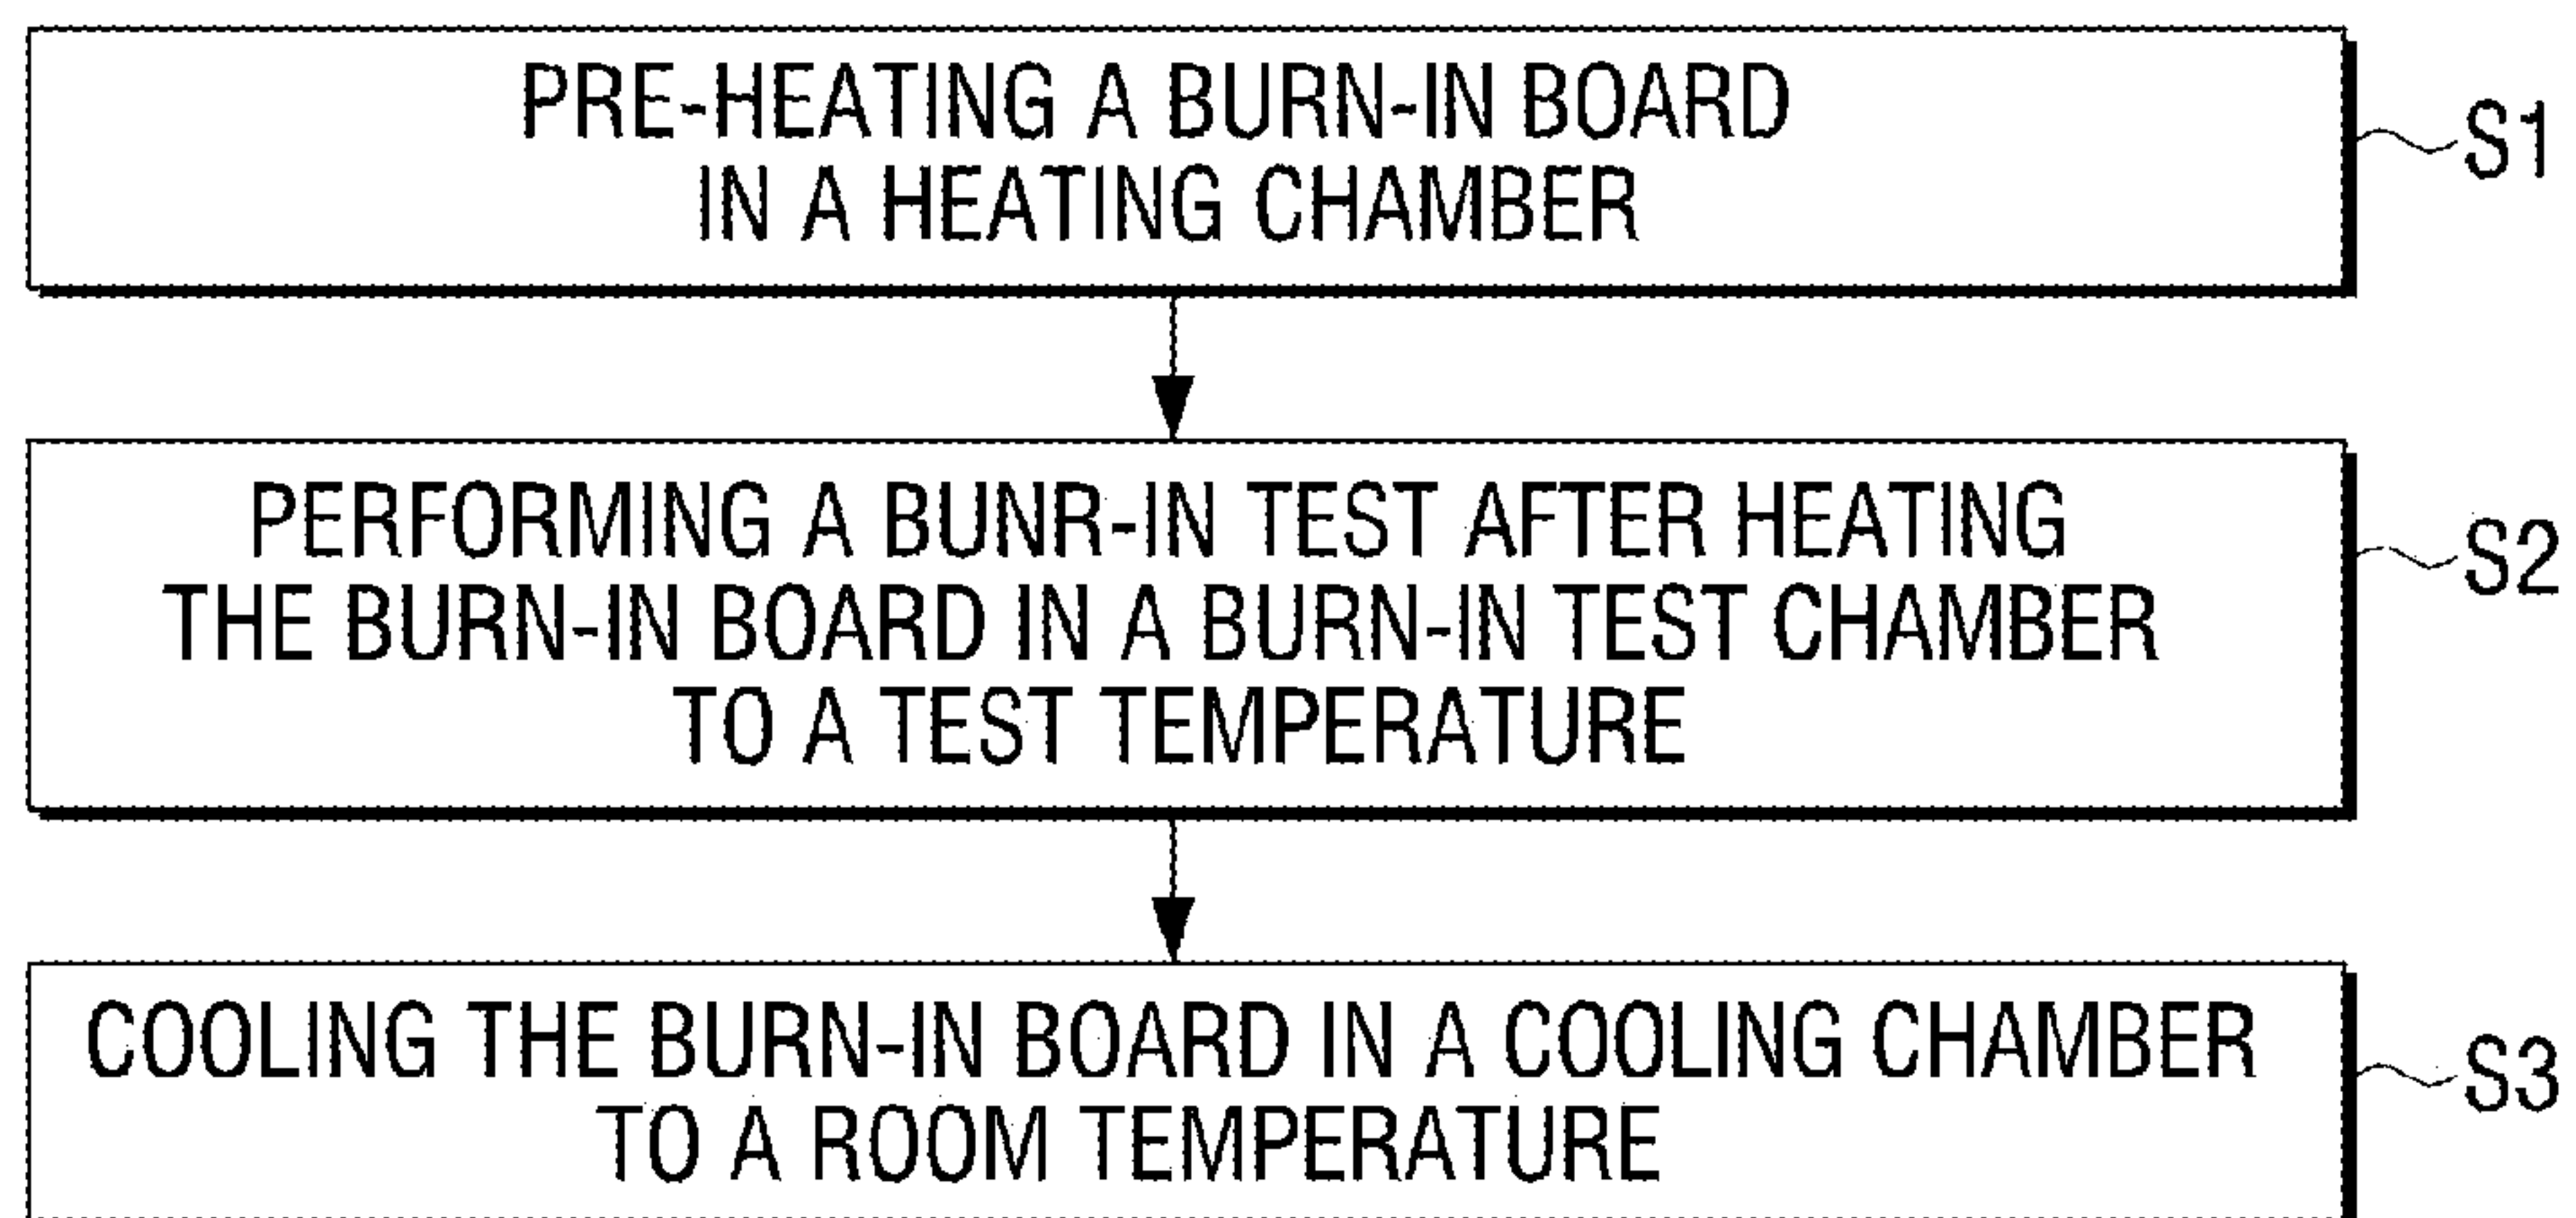 PRE-HEATING A BURN-IN BOARD
IN A HEATING CHAMBER
S1
PERFORMING A BUNR-IN TEST AFTER HEATING
THE BURN-IN BOARD IN A BURN-IN TEST CHAMBER
TO A TEST TEMPERATURE
S2
COOLING THE BURN-IN BOARD IN A COOLING CHAMBER
TO A ROOM TEMPERATURE
S3